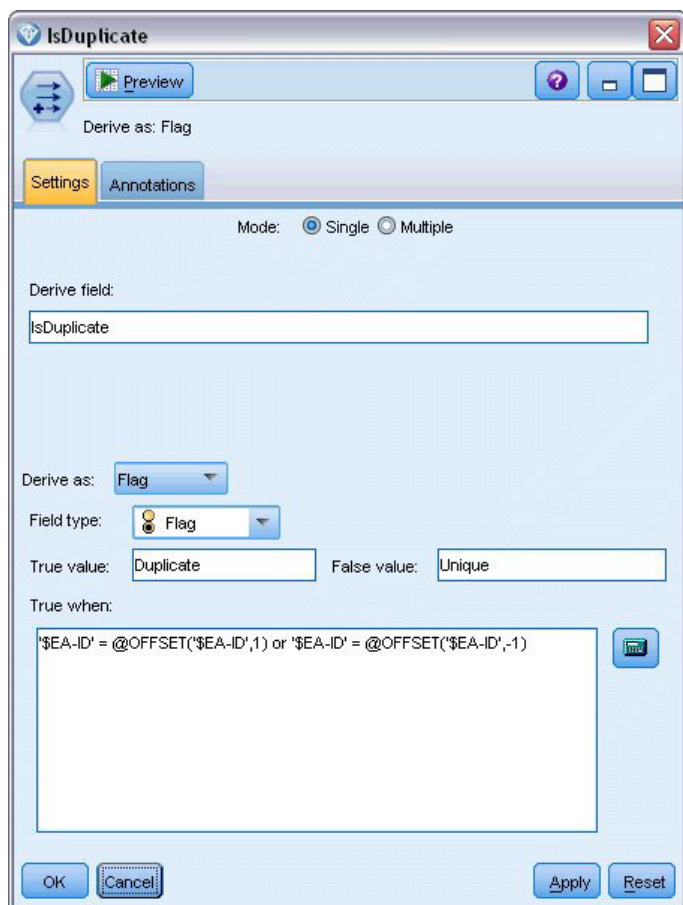 IsDuplicate
Preview
Derive as: Flag
Settings Annotations
Mode: Single Multiple
Derive field:
IsDuplicate
Derive as: Flag
Field type: Flag
True value: Duplicate False value: Unique
True when:
'$EA-ID' = @OFFSET('$EA-ID',1) or '$EA-ID' = @OFFSET('$EA-ID',-1)
OK Cancel Apply Reset